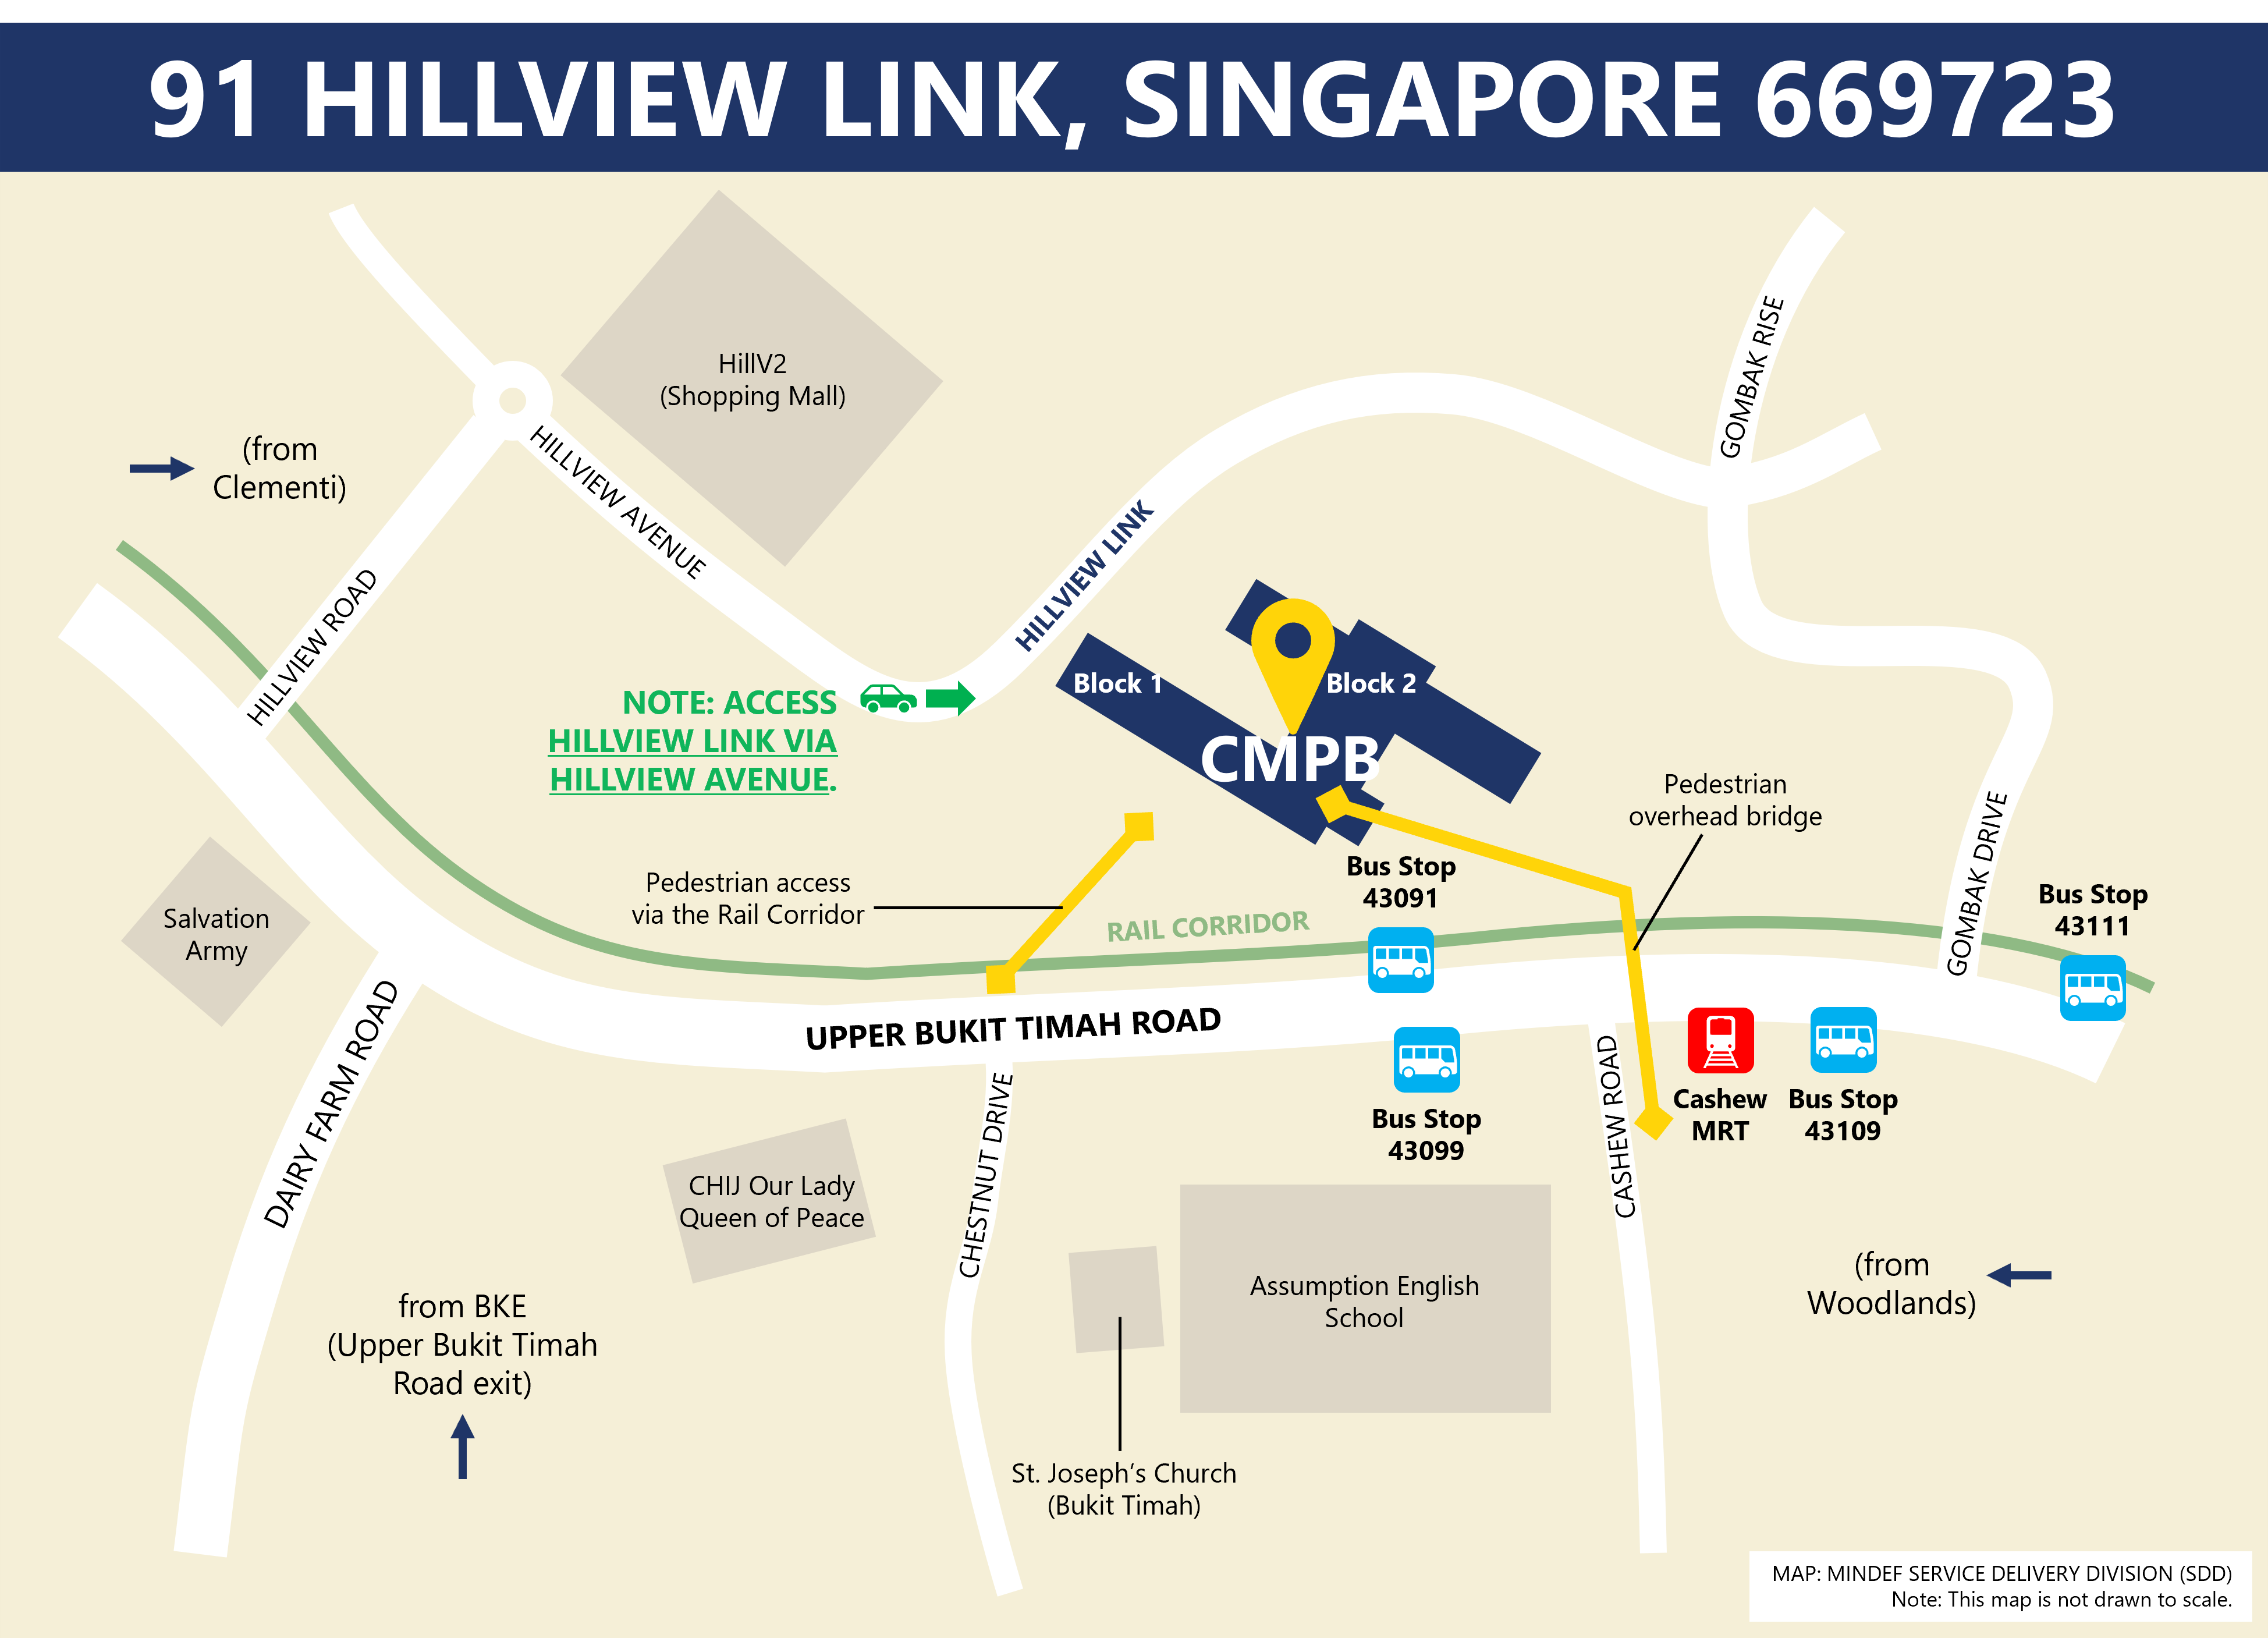 91 HILLVIEW LINK, SINGAPORE 669723
HillV2
(Shopping Mall)
GOMBAK RISE
(from
Clementi)
HILLVIEW AVENUE
HILLVIEW LINK
HILLVIEW ROAD
NOTE: ACCESS
HILLVIEW LINK VIA
HILLVIEW AVENUE.
Block 1
Block 2
CMPB
Pedestrian
overhead bridge
GOMBAK DRIVE
Bus Stop
43091
Bus Stop
43111
Pedestrian access
via the Rail Corridor
RAIL CORRIDOR
Salvation
Army
UPPER BUKIT TIMAH ROAD
DAIRY FARM ROAD
CHESTNUT DRIVE
CASHEW ROAD
Bus Stop
43099
Cashew
MRT
Bus Stop
43109
CHIJ Our Lady
Queen of Peace
Assumption English
School
(from
Woodlands)
from BKE
(Upper Bukit Timah
Road exit)
St. Joseph’s Church
(Bukit Timah)
MAP: MINDEF SERVICE DELIVERY DIVISION (SDD)
Note: This map is not drawn to scale.